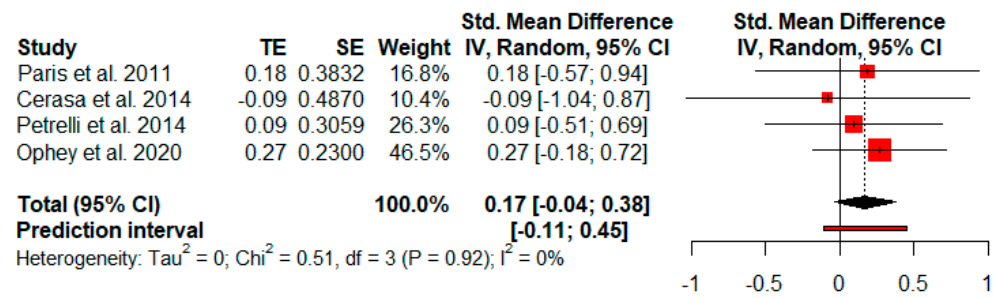 Std. Mean Difference Std. Mean Difference
Study TE SE Weight IV, Random, 95% CI IV, Random, 95% CI
Paris et al. 2011 0.18 0.3832 16.8% 0.18 [-0.57; 0.94]
Cerasa et al. 2014 -0.09 0.4870 10.4% -0.09 [-1.04; 0.87]
Petrelli et al. 2014 0.09 0.3059 26.3% 0.09 [-0.51; 0.69]
Ophey et al. 2020 0.27 0.2300 46.5% 0.27 [-0.18; 0.72]
Total (95% CI) 100.0% 0.17 [-0.04; 0.38]
Prediction interval [-0.11; 0.45]
Heterogeneity: Tau² = 0; Chi² = 0.51, df = 3 (P = 0.92); I² = 0%
-1 -0.5 0 0.5 1